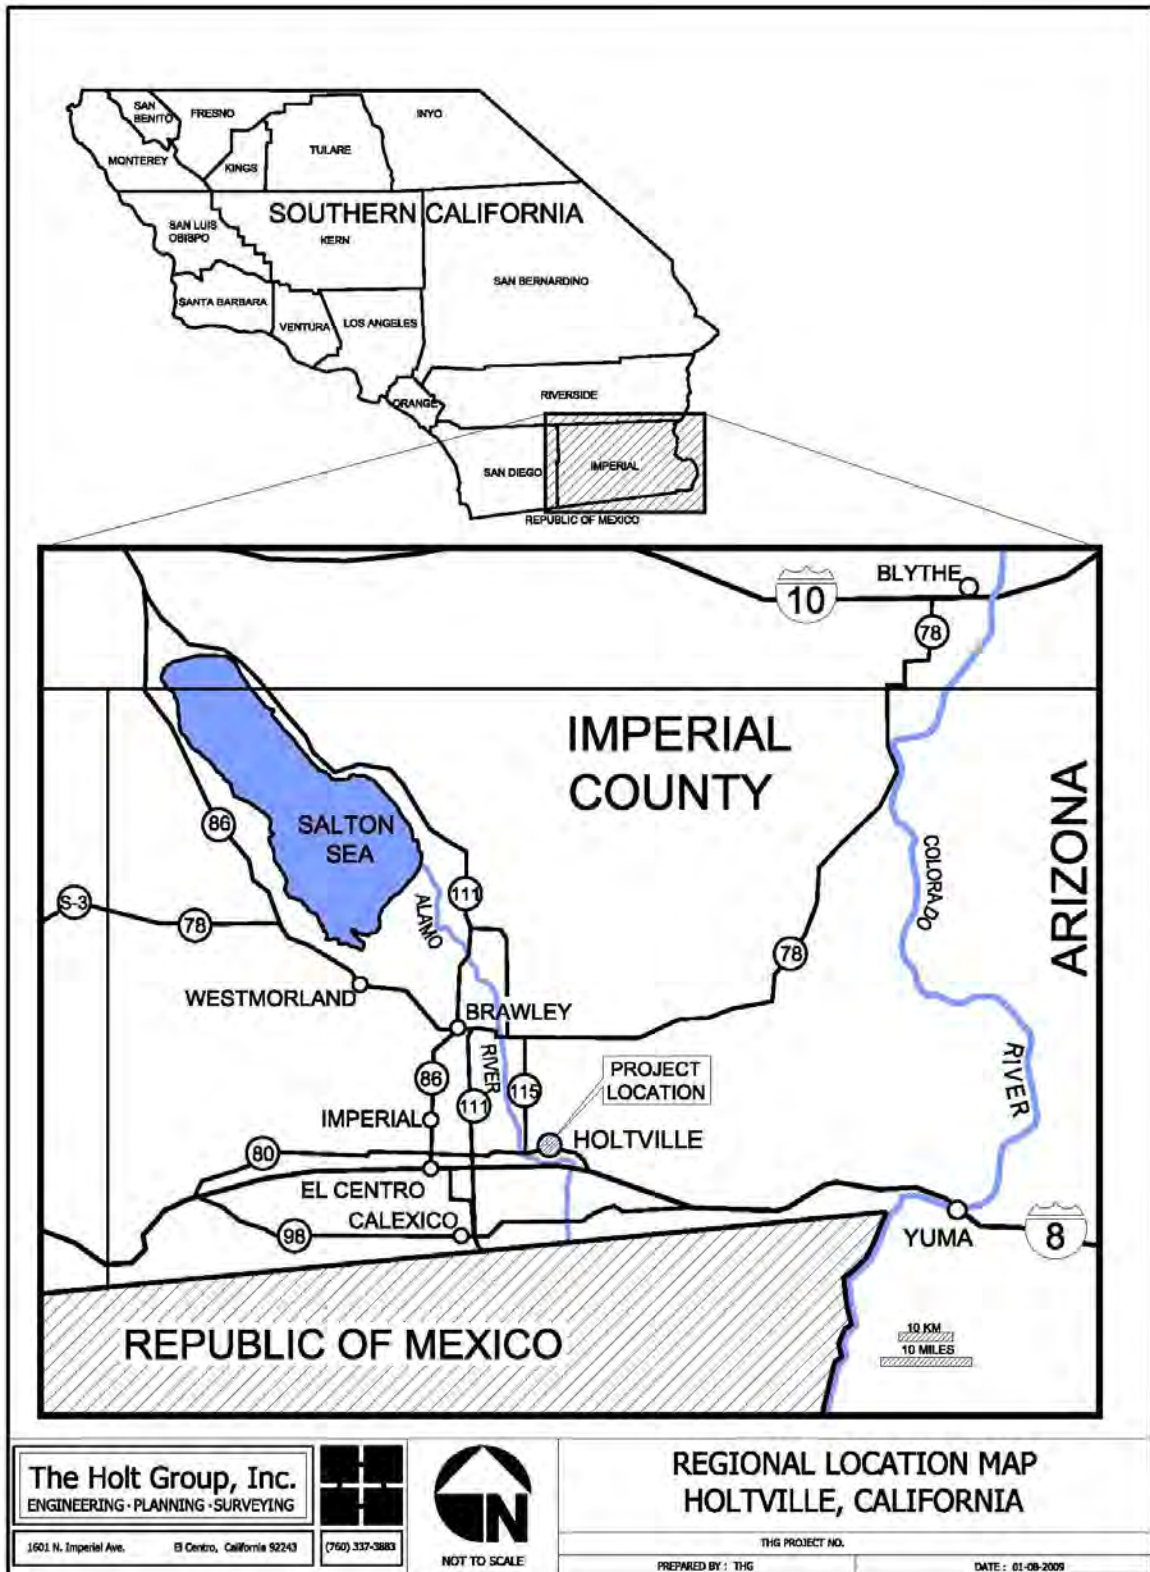 SAN
BENITO
FRESNO
INYO
MONTEREY
KINGS
TULARE
SOUTHERN CALIFORNIA
SAN LUIS
OBISPO
KERN
SAN BERNARDINO
SANTA BARBARA
VENTURA
LOS ANGELES
ORANGE
RIVERSIDE
SAN DIEGO
IMPERIAL
REPUBLIC OF MEXICO
BLYTHE
10
78
IMPERIAL
COUNTY
ARIZONA
86
SALTON
SEA
COLORADO
RIVER
S-3
78
111
ALAMO
RIVER
78
WESTMORLAND
BRAWLEY
86
111
115
PROJECT
LOCATION
IMPERIAL
HOLTVILLE
80
EL CENTRO
CALEXICO
98
YUMA
8
REPUBLIC OF MEXICO
10 KM
10 MILES
The Holt Group, Inc.
ENGINEERING · PLANNING · SURVEYING
1601 N. Imperial Ave. El Centro, California 92243 (760) 337-3883
N
NOT TO SCALE
REGIONAL LOCATION MAP
HOLTVILLE, CALIFORNIA
THG PROJECT NO.
PREPARED BY : THG DATE : 01-08-2009